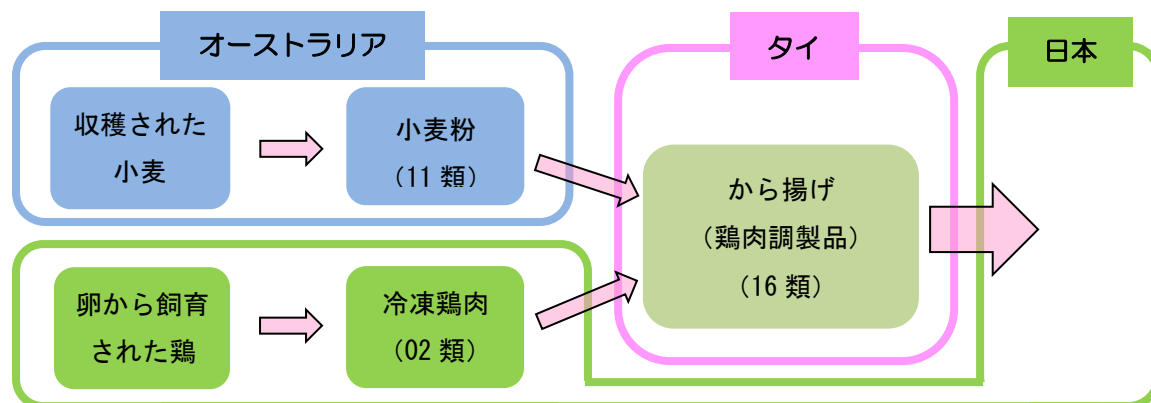 オーストラリア
タイ
日本
収穫された
小麦
小麦粉
（11 類）
から揚げ
（鶏肉調製品）
（16 類）
卵から飼育
された鶏
冷凍鶏肉
（02 類）